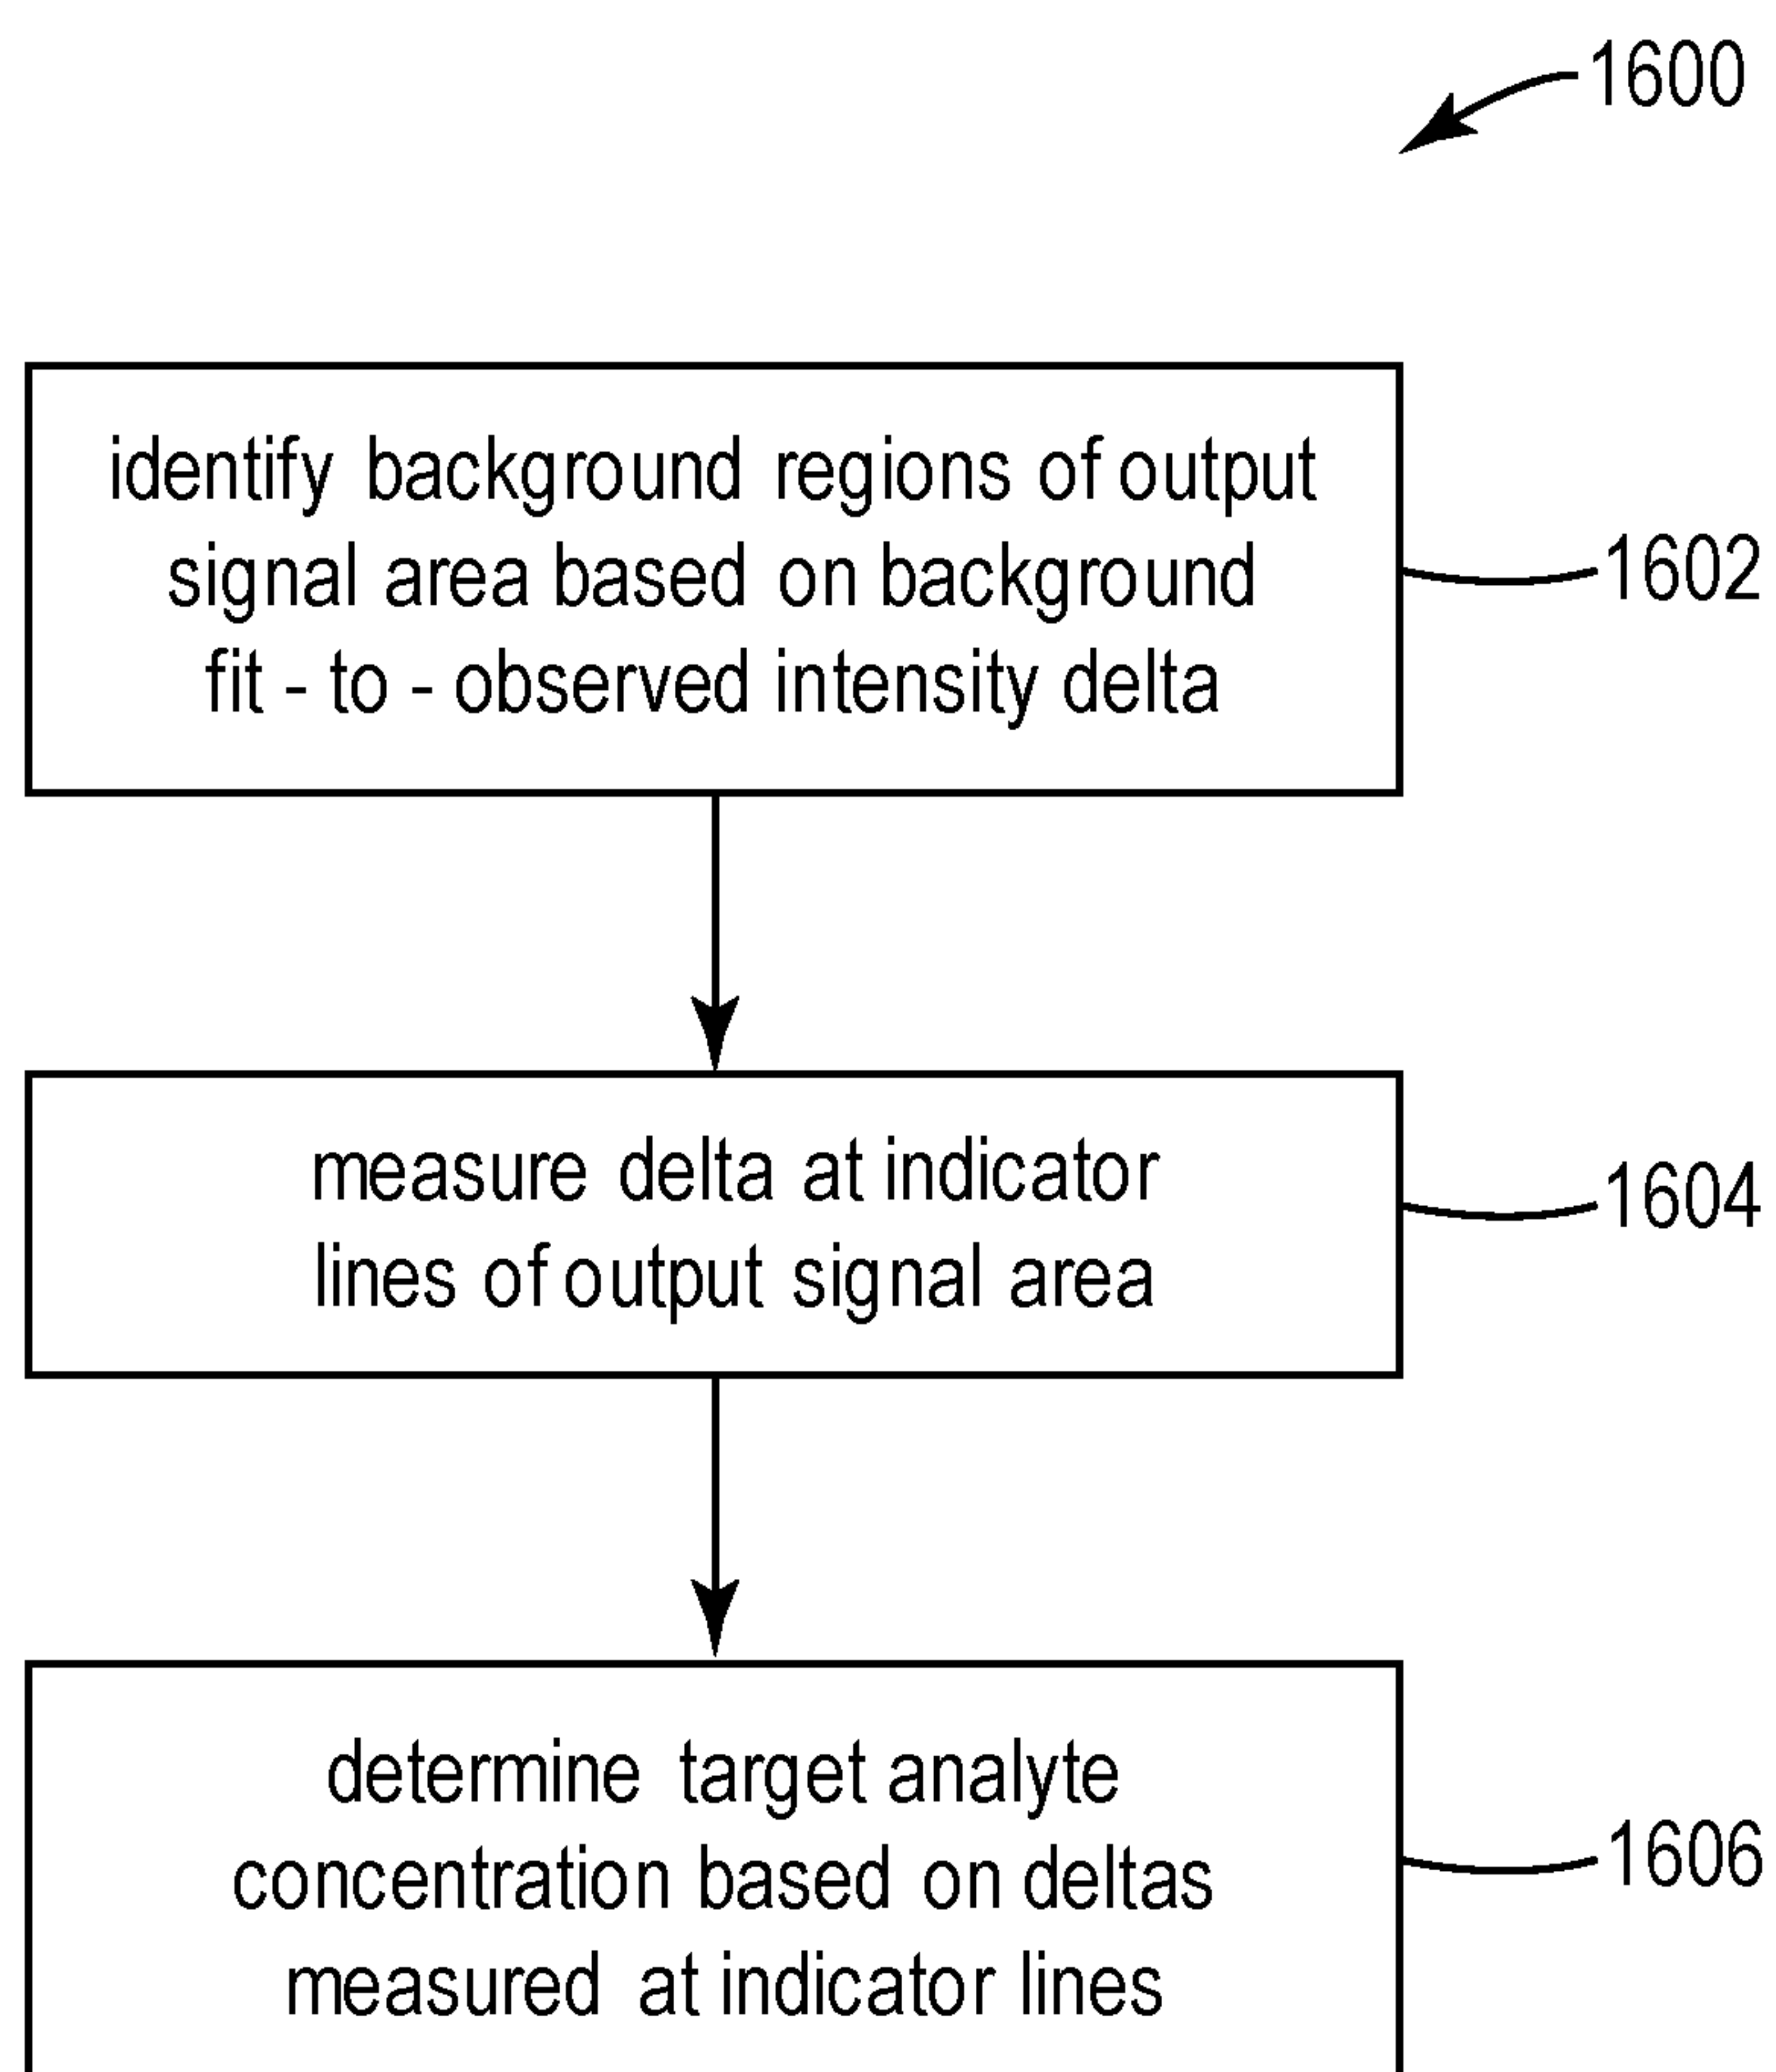 1600
identify background regions of output
signal area based on background
fit - to - observed intensity delta
1602
measure delta at indicator
lines of output signal area
1604
determine target analyte
concentration based on deltas
measured at indicator lines
1606